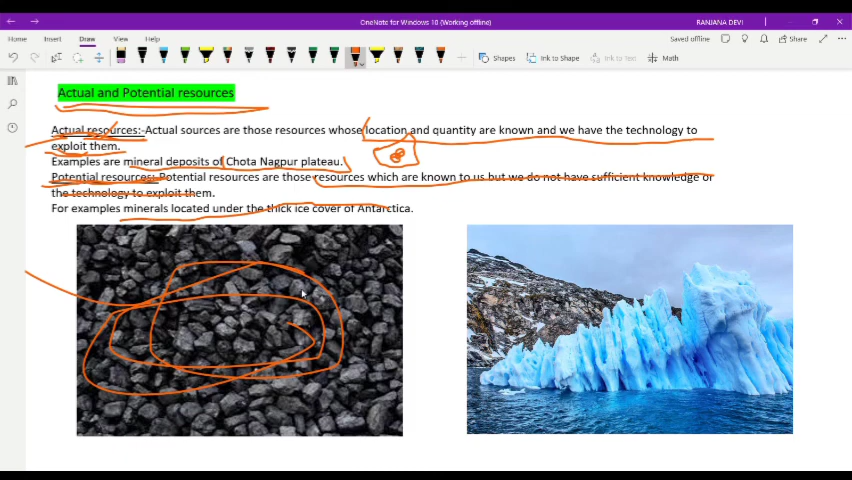 OneNote for Windows 10 (Working offline)
RANJANA DEVI
Home Insert Draw View Help
Saved offline
Share
Shapes
Ink to Shape
Ink to Text
Math
Actual and Potential resources
Actual resources:-Actual sources are those resources whose location and quantity are known and we have the technology to
exploit them.
Examples are mineral deposits of Chota Nagpur plateau.
Potential resources: Potential resources are those resources which are known to us but we do not have sufficient knowledge or
the technology to exploit them.
For examples minerals located under the thick ice cover of Antarctica.